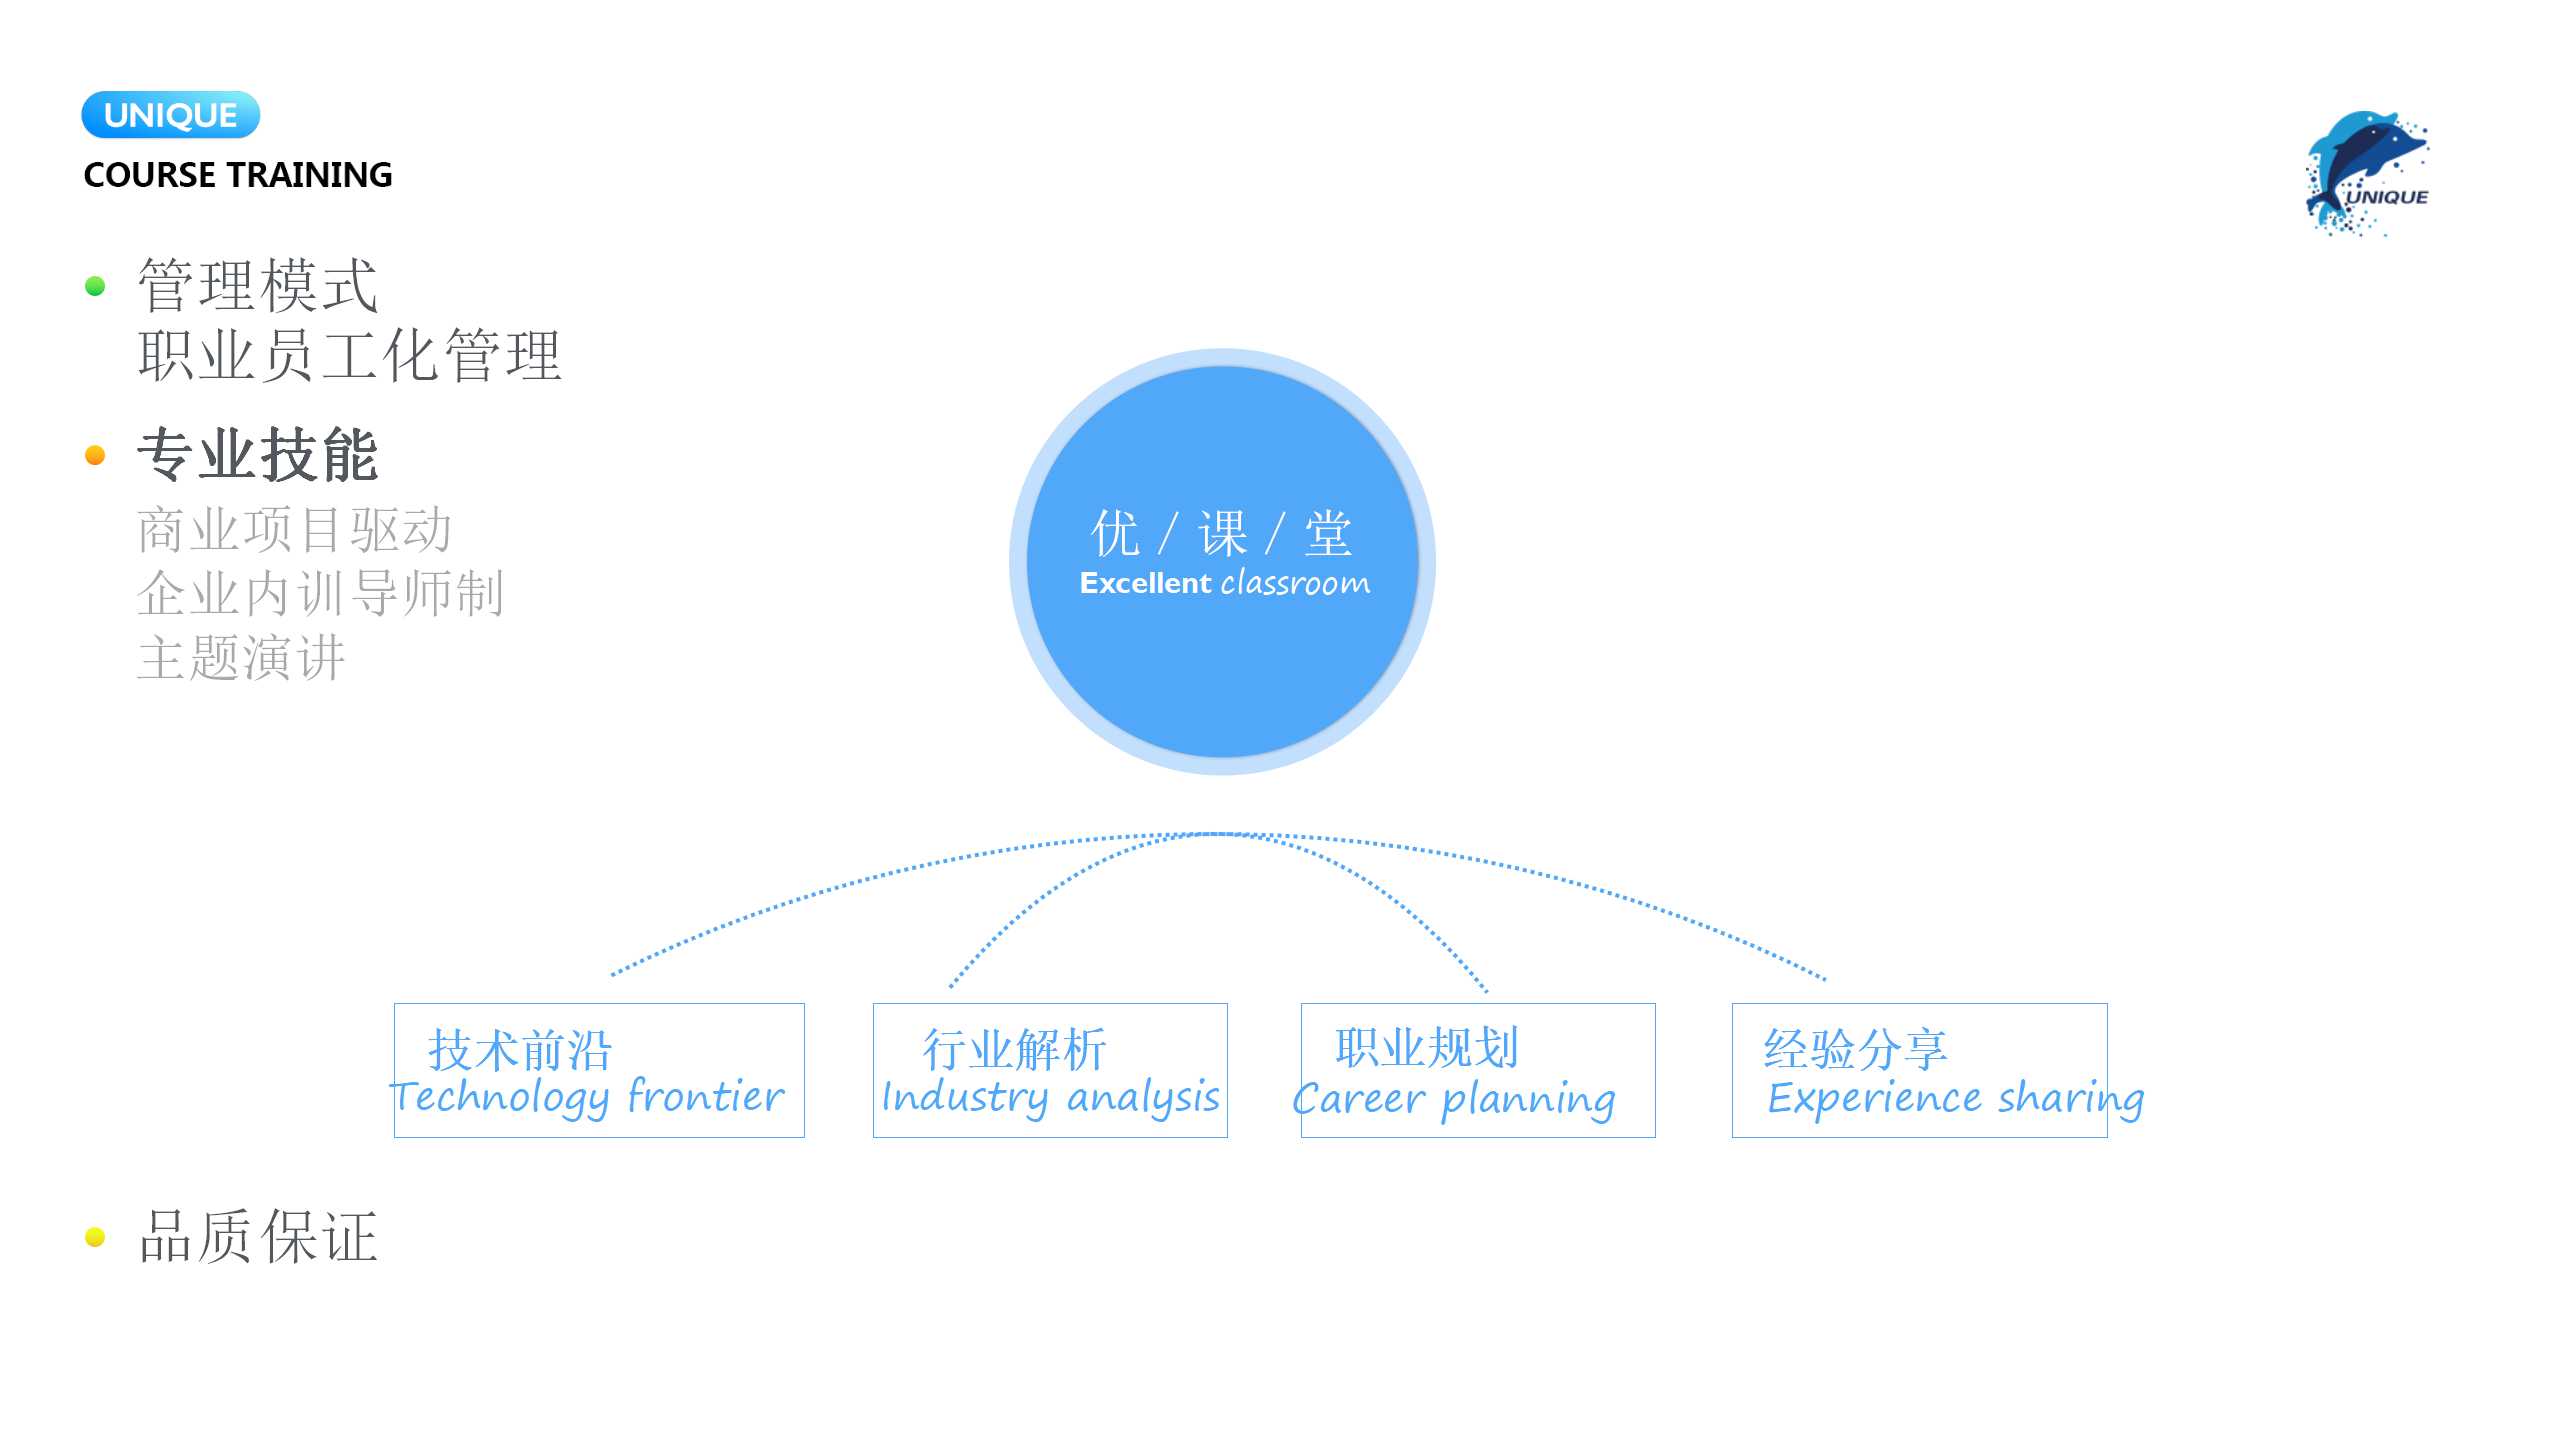 UNIQUE
COURSE TRAINING
UNIQUE
管理模式
职业员工化管理
专业技能
商业项目驱动
企业内训导师制
主题演讲
优 / 课 / 堂
Excellent classroom
技术前沿
Technology frontier
行业解析
Industry analysis
职业规划
Career planning
经验分享
Experience sharing
品质保证